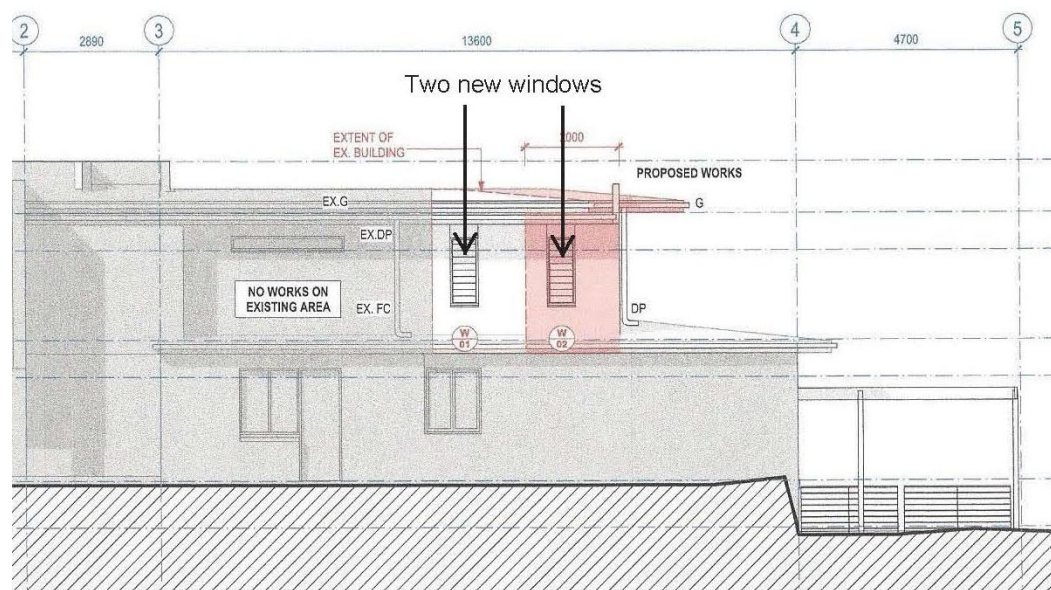 2
3
4
5
2890
13600
4700
Two new windows
EXTENT OF
EX. BUILDING
PROPOSED WORKS
EX.G
G
EX.DP
NO WORKS ON
EXISTING AREA
EX. FC
DP
W
01
W
02